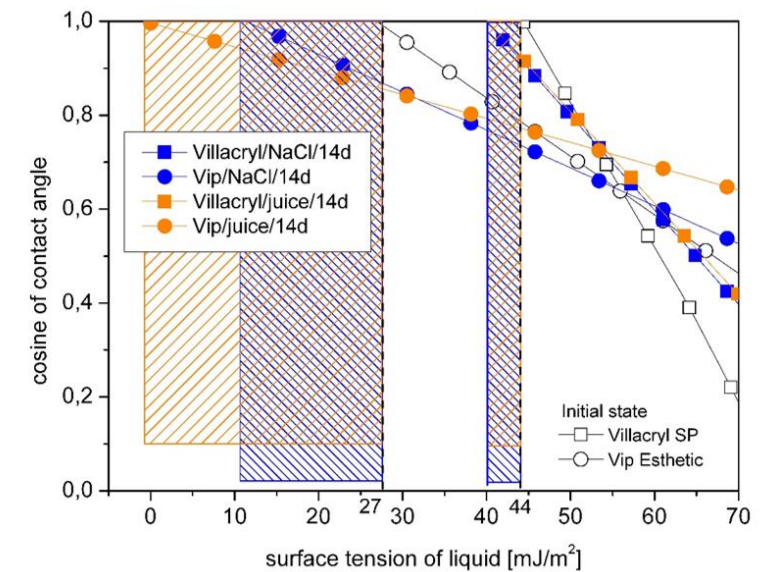 1,0
0,8
0,6
0,4
0,2
0,0
cosine of contact angle
Villacryl/NaCl/14d
Vip/NaCl/14d
Villacryl/juice/14d
Vip/juice/14d
Initial state
Villacryl SP
Vip Esthetic
0 10 20 27 30 40 44 50 60 70
surface tension of liquid [mJ/m²]